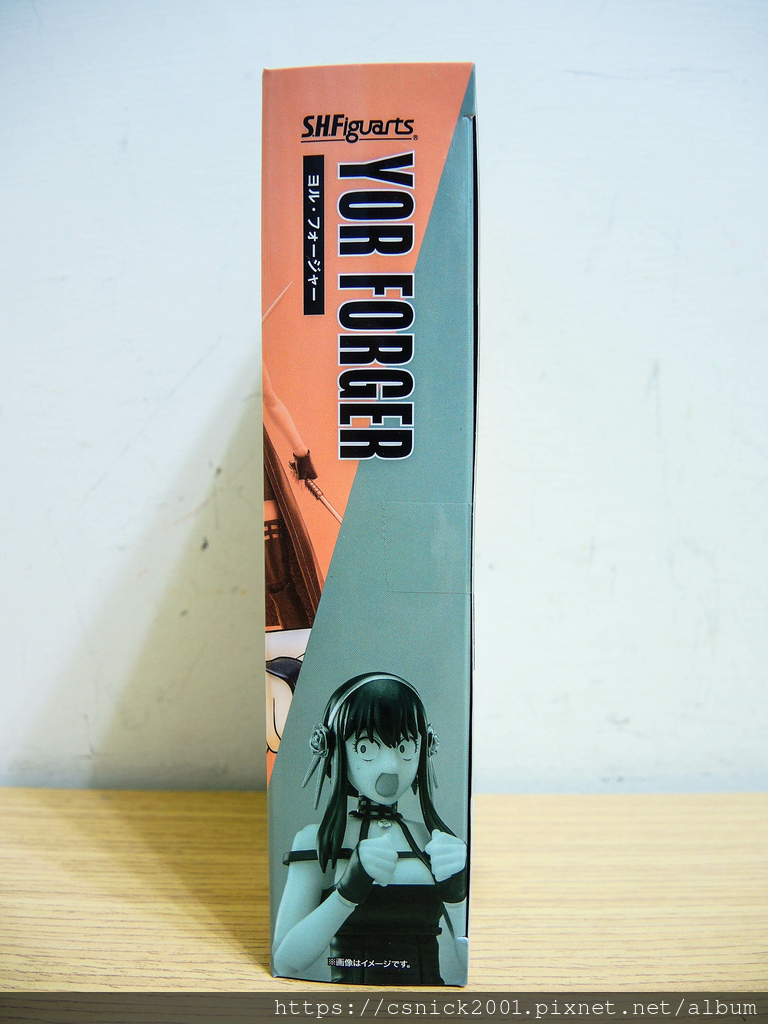 S.H.Figuarts®
YOR FORGER
ヨル・フォージャー
※画像はイメージです。
https://csnick2001.pixnet.net/album